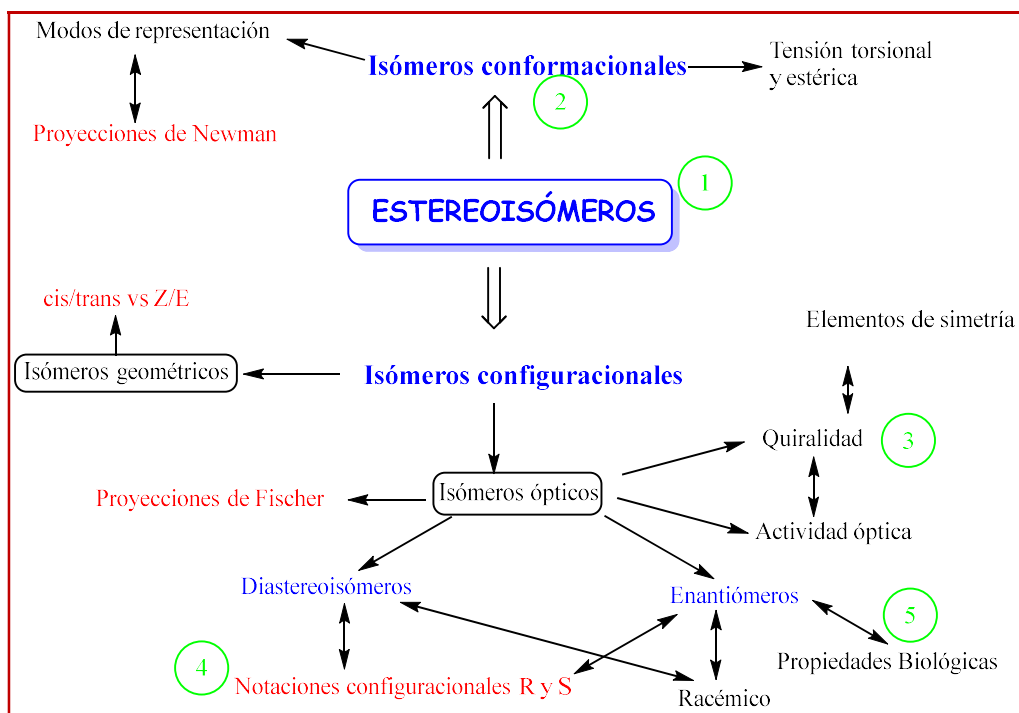 Modos de representación
Isómeros conformacionales
Tensión torsional
y estérica
2
Proyecciones de Newman
1
ESTEREOISÓMEROS
cis/trans vs Z/E
Elementos de simetría
Isómeros geométricos
Isómeros configuracionales
Quiralidad
3
Proyecciones de Fischer
Isómeros ópticos
Actividad óptica
Diastereoisómeros
Enantiómeros
5
4
Notaciones configuracionales R y S
Propiedades Biológicas
Racémico